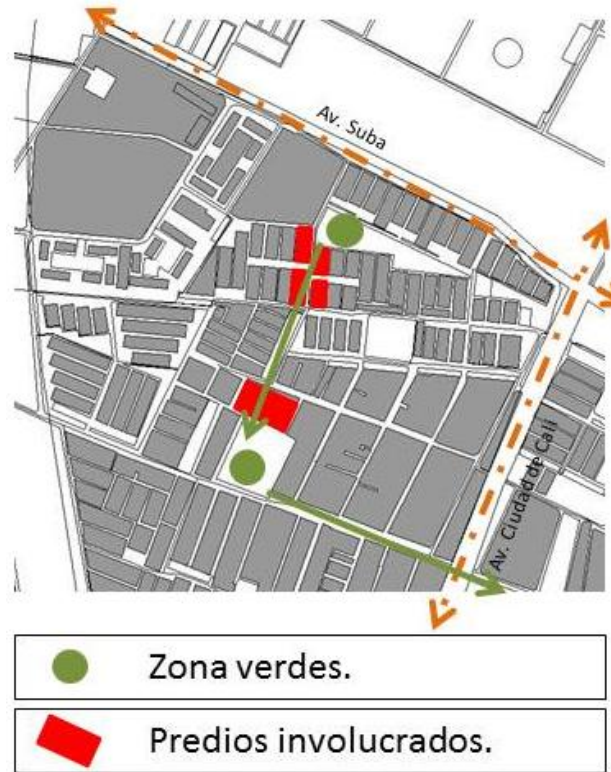 Av. Suba
Av. Ciudad de Cali
Zona verdes.
Predios involucrados.